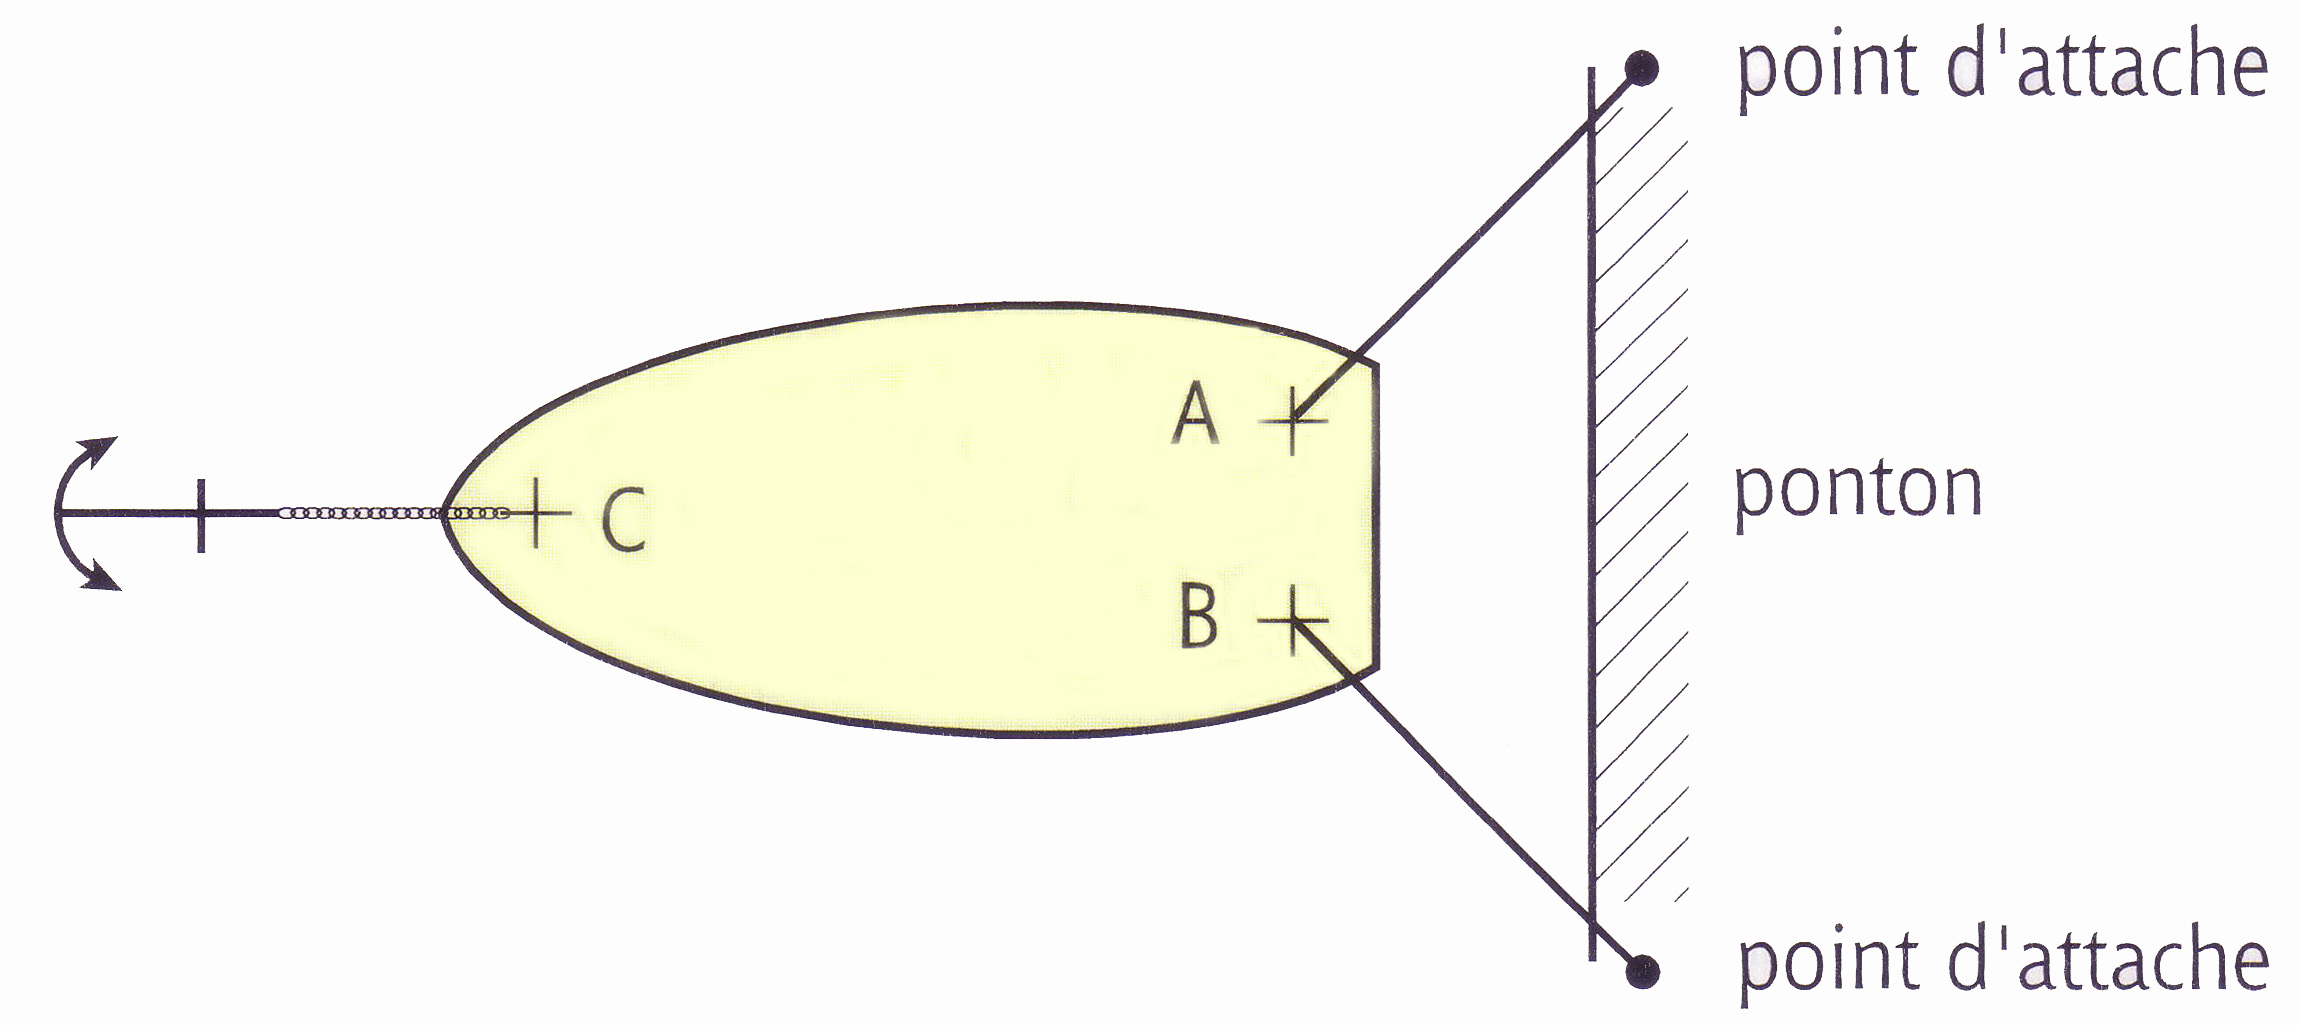 point d'attache
A
C
ponton
B
point d'attache